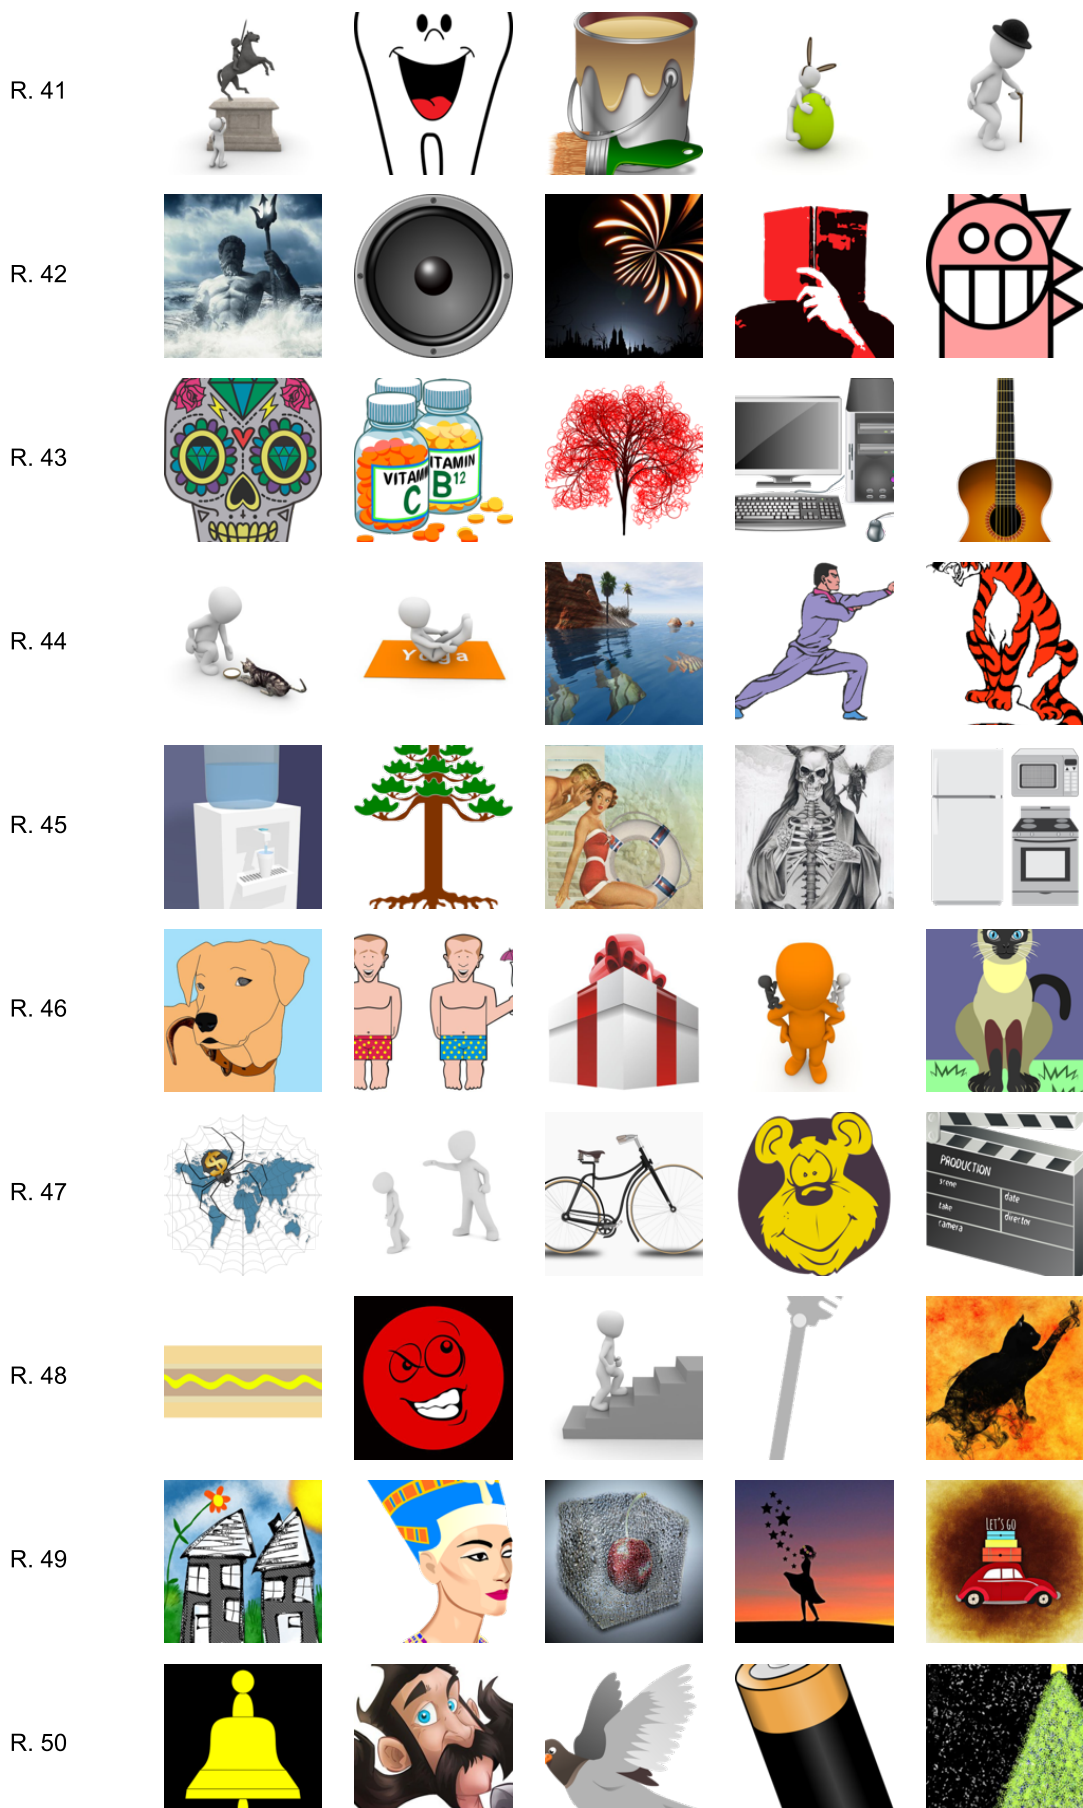 R. 41
R. 42
R. 43
VITAMIN
B12
VITAMIN
C
R. 44
Yoga
R. 45
R. 46
R. 47
$
PRODUCTION
scene
date
take
director
camera
R. 48
R. 49
LET'S GO
R. 50